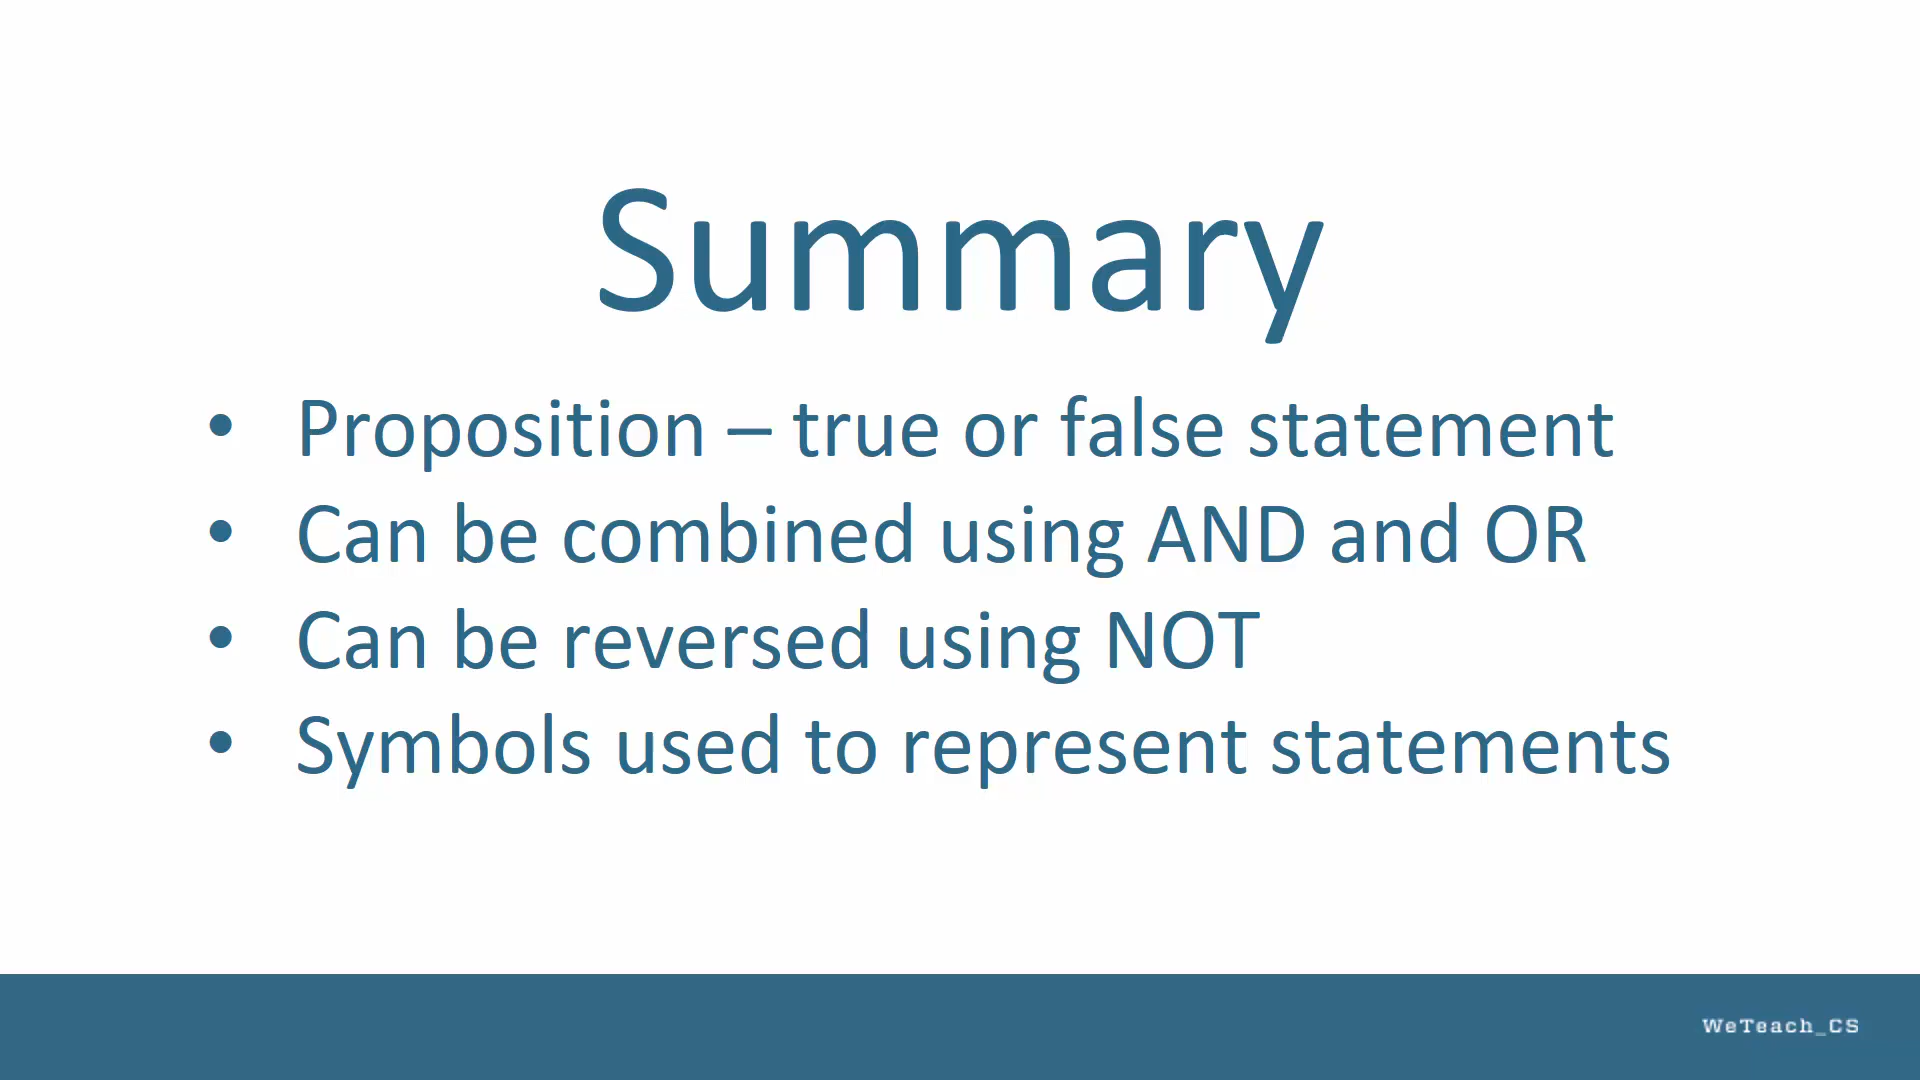 Summary
• Proposition – true or false statement
• Can be combined using AND and OR
• Can be reversed using NOT
• Symbols used to represent statements
WeTeach_CS